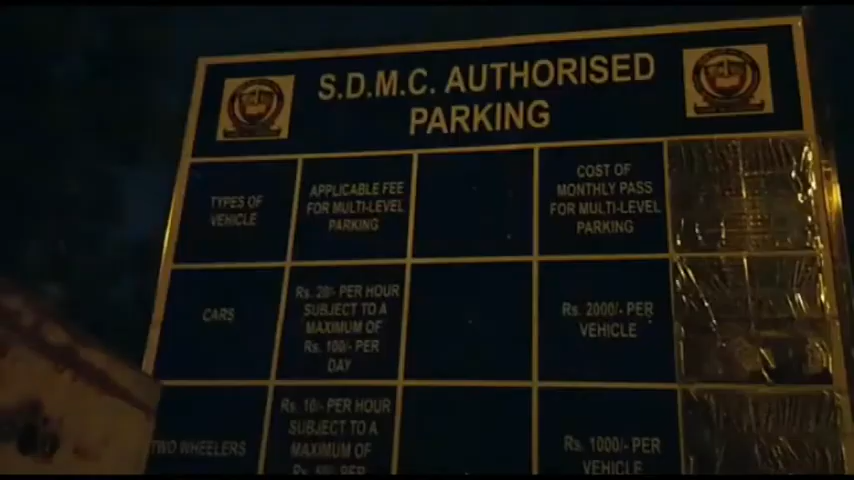 S.D.M.C. AUTHORISED
PARKING
TYPES OF
VEHICLE
APPLICABLE FEE
FOR MULTI-LEVEL
PARKING
COST OF
MONTHLY PASS
FOR MULTI-LEVEL
PARKING
CARS
Rs. 20/- PER HOUR
SUBJECT TO A
MAXIMUM OF
Rs. 100/- PER
DAY
Rs. 2000/- PER
VEHICLE
TWO WHEELERS
Rs. 10/- PER HOUR
SUBJECT TO A
MAXIMUM OF
PER
Rs. 1000/- PER
VEHICLE